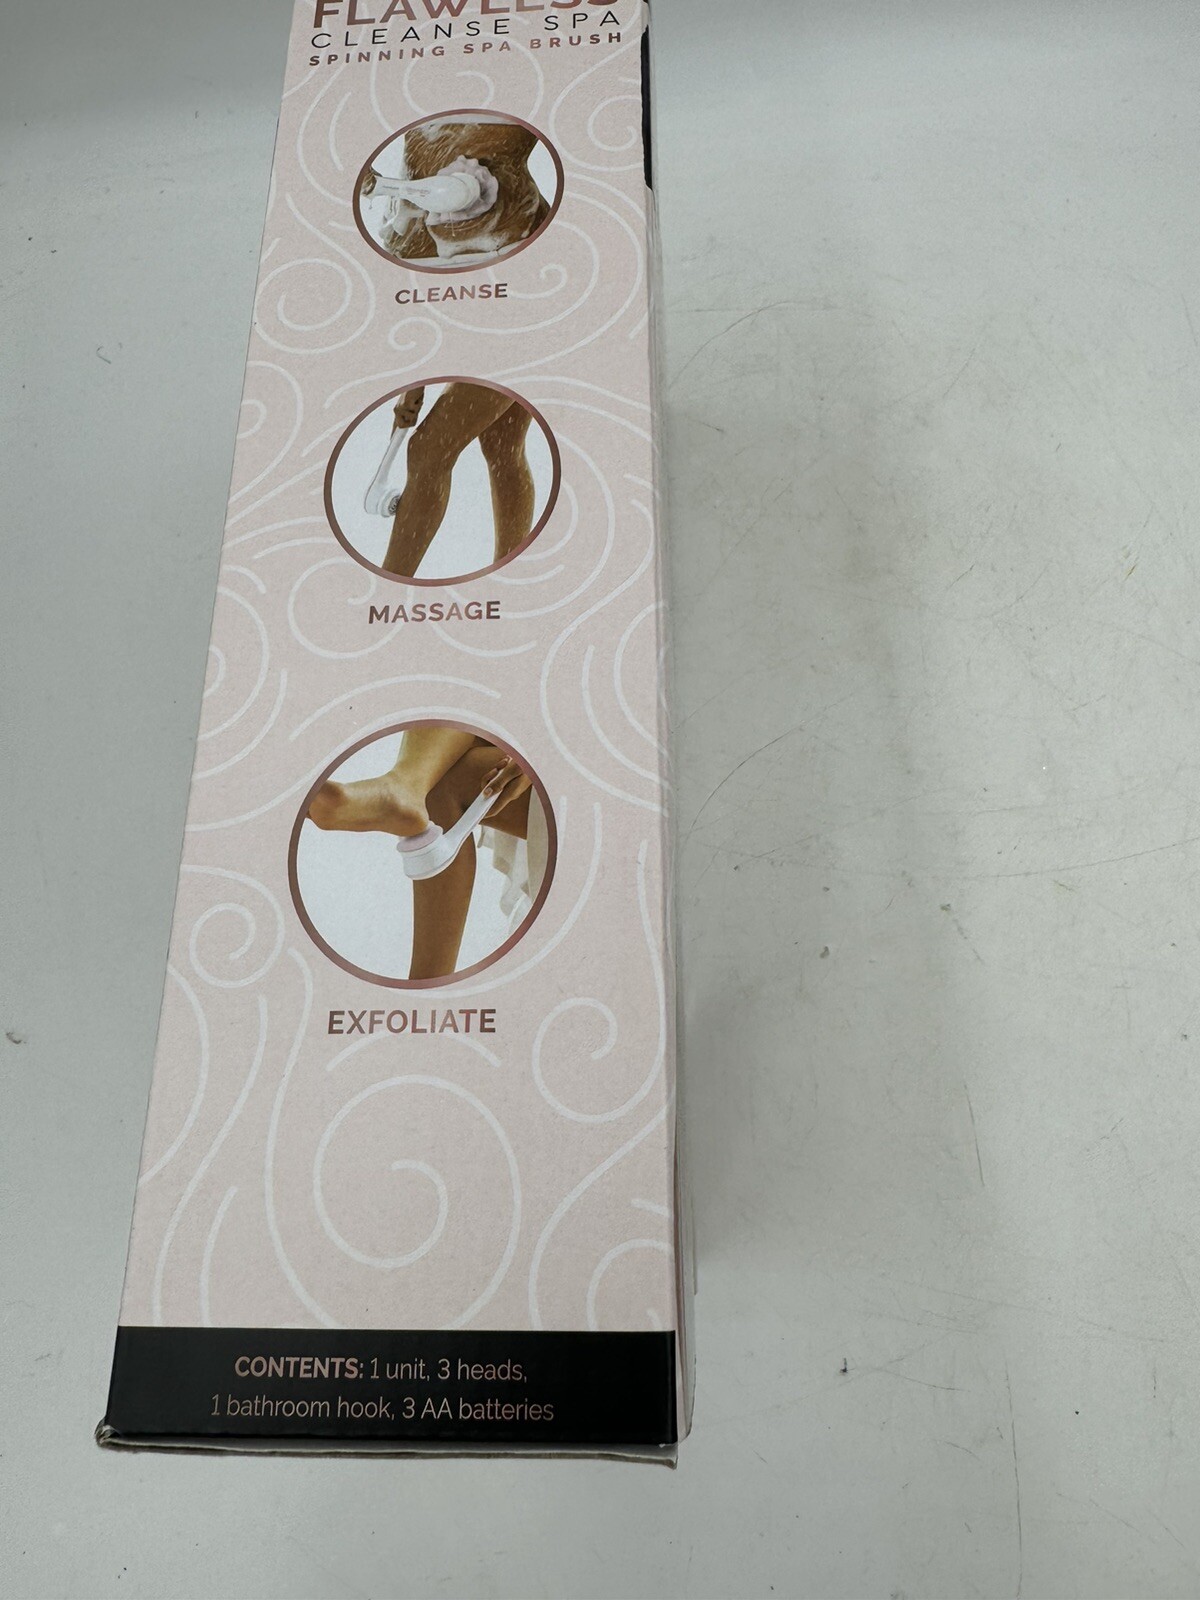 FLAWLESS
CLEANSE SPA
SPINNING SPA BRUSH
CLEANSE
MASSAGE
EXFOLIATE
CONTENTS: 1 unit, 3 heads,
1 bathroom hook, 3 AA batteries